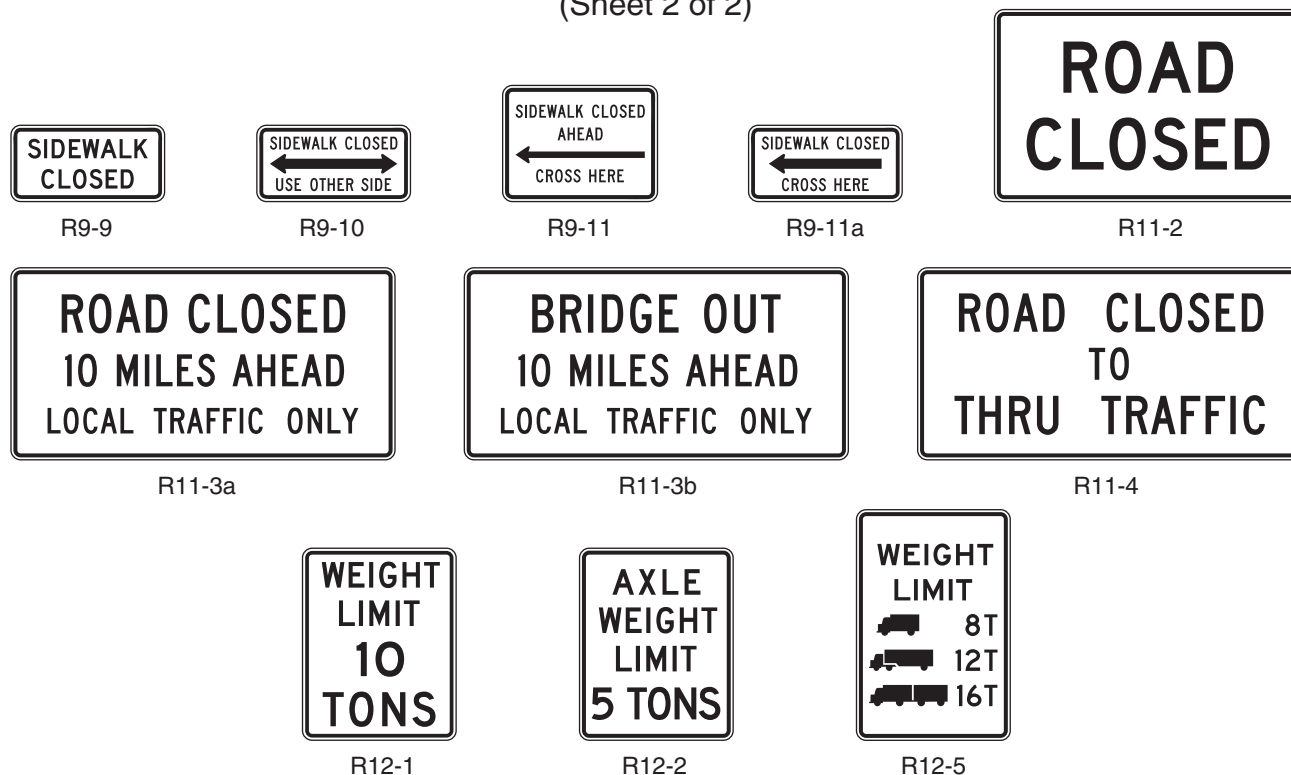 (Sheet 2 of 2)
SIDEWALK
CLOSED
R9-9
SIDEWALK CLOSED
USE OTHER SIDE
R9-10
SIDEWALK CLOSED
AHEAD
CROSS HERE
R9-11
SIDEWALK CLOSED
CROSS HERE
R9-11a
ROAD
CLOSED
R11-2
ROAD CLOSED
10 MILES AHEAD
LOCAL TRAFFIC ONLY
R11-3a
BRIDGE OUT
10 MILES AHEAD
LOCAL TRAFFIC ONLY
R11-3b
ROAD CLOSED
TO
THRU TRAFFIC
R11-4
WEIGHT
LIMIT
10
TONS
R12-1
AXLE
WEIGHT
LIMIT
5 TONS
R12-2
WEIGHT
LIMIT
8T
12T
16T
R12-5